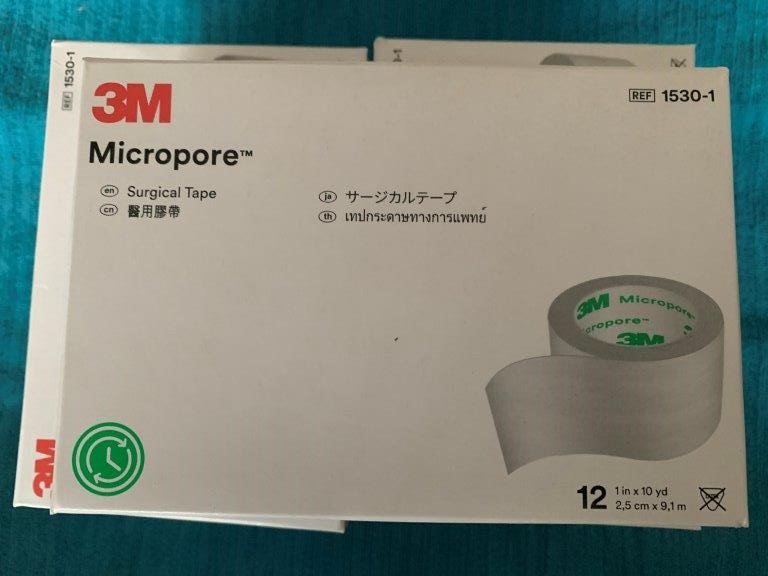 REF 1530-1
3M
REF 1530-1
Micropore™
en Surgical Tape
cn 醫用膠帶
ja サージカルテープ
th เทปกระดาษทางการแพทย์
3M Micropore™
cropore™
3M
3M
12 1 in x 10 yd
2,5 cm x 9,1 m